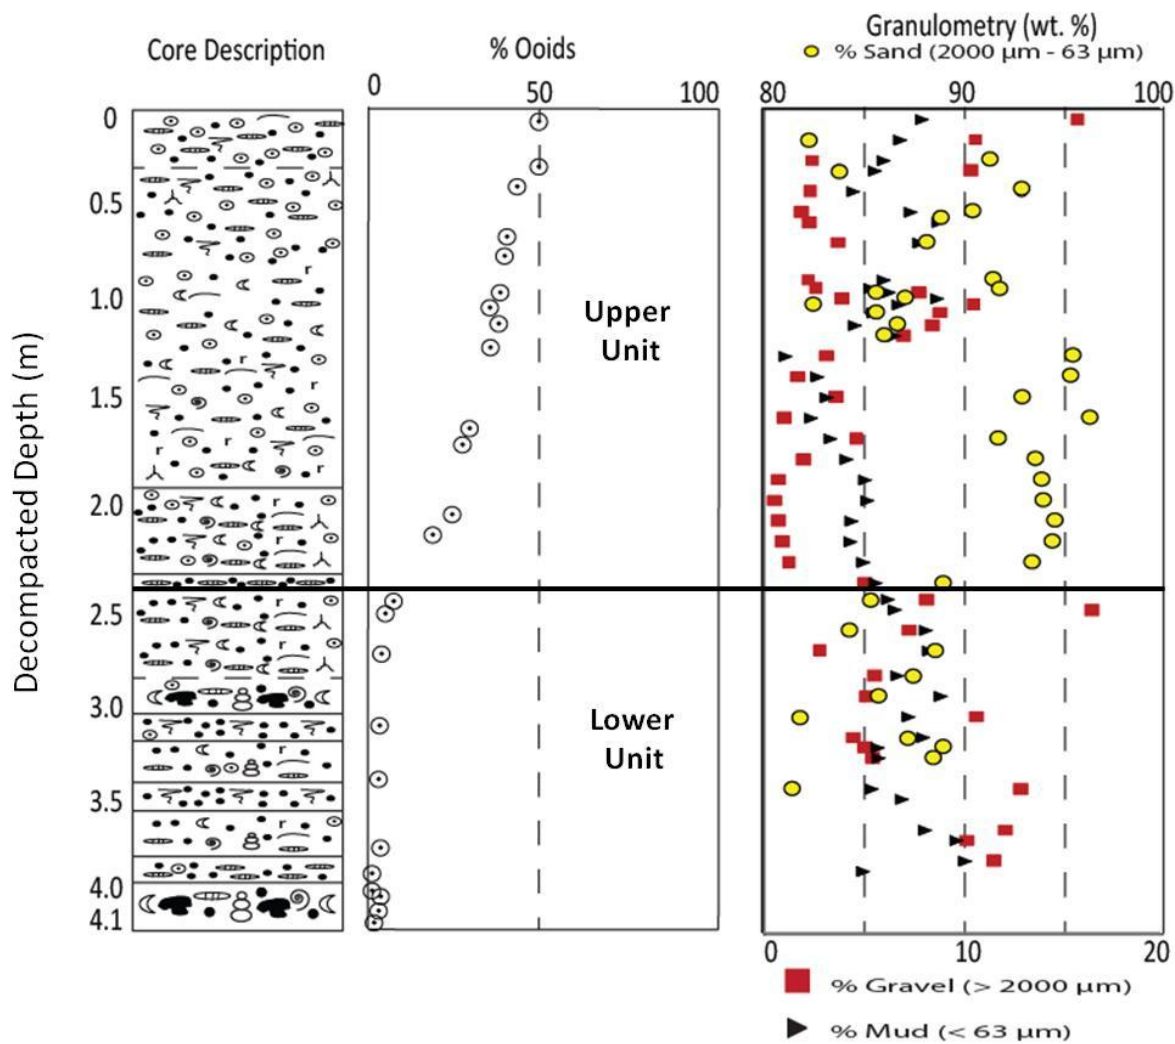 Core Description
% Ooids
Granulometry (wt. %)
% Sand (2000 µm - 63 µm)
0 50 100
80 90 100
Decompacted Depth (m)
0
0.5
1.0
1.5
2.0
2.5
3.0
3.5
4.0
4.1
r
r
r
r
r
r
r
r
r
r
r
r
r
r
Upper
Unit
Lower
Unit
0 10 20
% Gravel (> 2000 µm)
% Mud (< 63 µm)